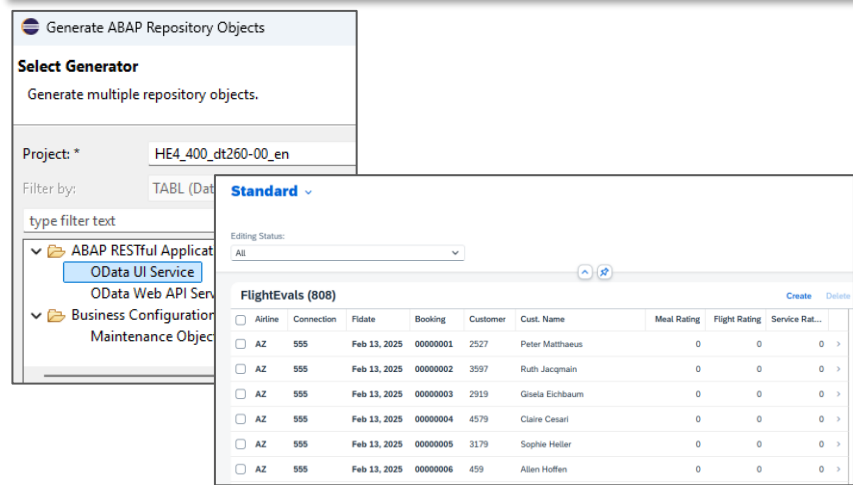 Generate ABAP Repository Objects
Select Generator
Generate multiple repository objects.
Project: *
HE4_400_dt260-00_en
Filter by:
TABL (Dat
type filter text
ABAP RESTful Applicat
OData UI Service
OData Web API Serv
Business Configuration
Maintenance Objec
Standard
Editing Status:
All
FlightEvals (808)
Create Delete
Airline Connection Fldate Booking Customer Cust. Name Meal Rating Flight Rating Service Rat...
AZ 555 Feb 13, 2025 00000001 2527 Peter Matthaeus 0 0 0
AZ 555 Feb 13, 2025 00000002 3597 Ruth Jacqmain 0 0 0
AZ 555 Feb 13, 2025 00000003 2919 Gisela Eichbaum 0 0 0
AZ 555 Feb 13, 2025 00000004 4579 Claire Cesari 0 0 0
AZ 555 Feb 13, 2025 00000005 3179 Sophie Heller 0 0 0
AZ 555 Feb 13, 2025 00000006 459 Allen Hoffen 0 0 0